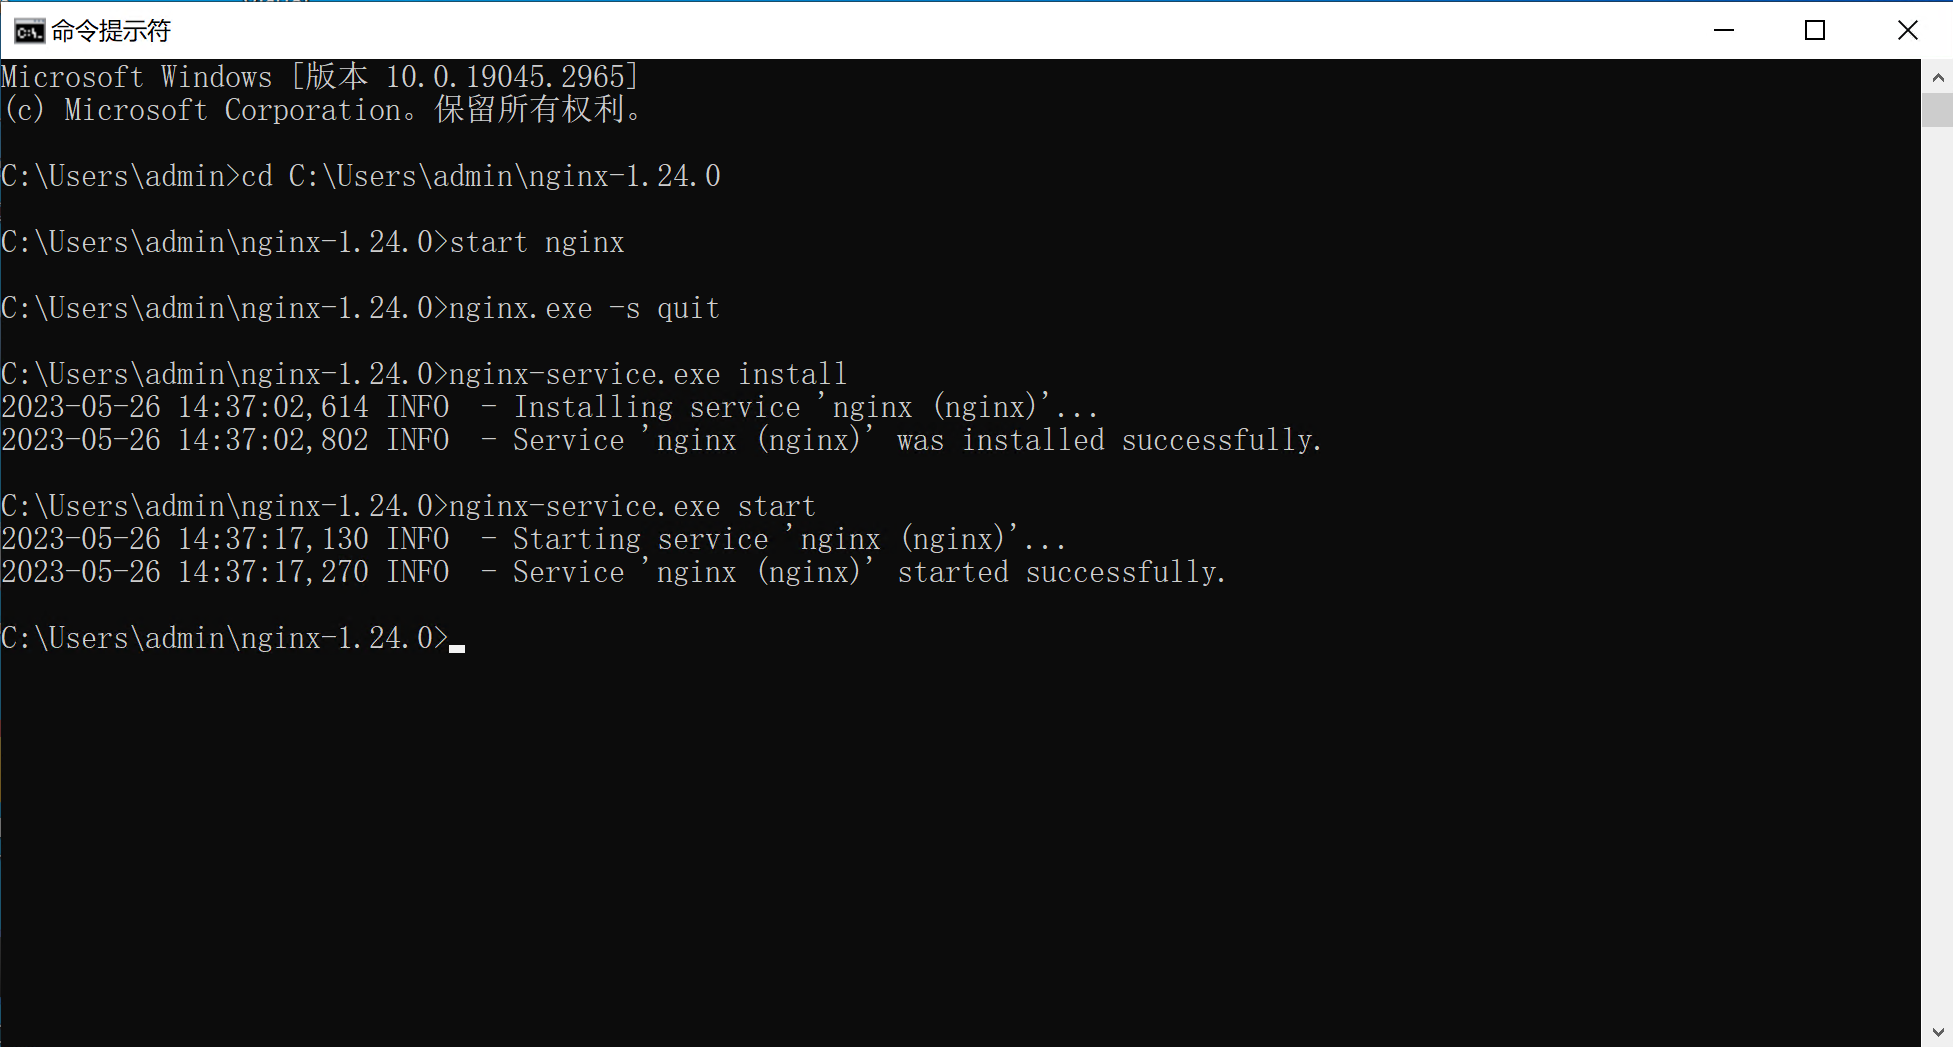 命令提示符
Microsoft Windows [版本 10.0.19045.2965]
(c) Microsoft Corporation。保留所有权利。
C:\Users\admin>cd C:\Users\admin\nginx-1.24.0
C:\Users\admin\nginx-1.24.0>start nginx
C:\Users\admin\nginx-1.24.0>nginx.exe -s quit
C:\Users\admin\nginx-1.24.0>nginx-service.exe install
2023-05-26 14:37:02,614 INFO  - Installing service 'nginx (nginx)'...
2023-05-26 14:37:02,802 INFO  - Service 'nginx (nginx)' was installed successfully.
C:\Users\admin\nginx-1.24.0>nginx-service.exe start
2023-05-26 14:37:17,130 INFO  - Starting service 'nginx (nginx)'...
2023-05-26 14:37:17,270 INFO  - Service 'nginx (nginx)' started successfully.
C:\Users\admin\nginx-1.24.0>